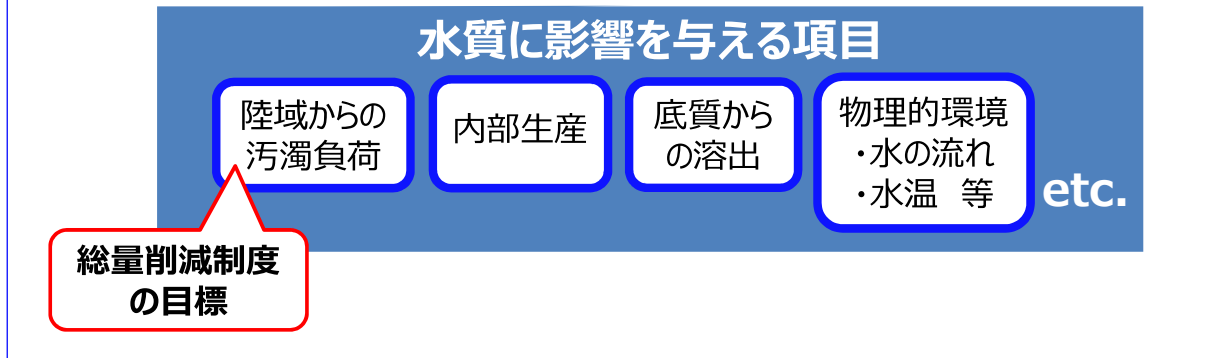 水質に影響を与える項目
陸域からの
汚濁負荷
内部生産
底質から
の溶出
物理的環境
・水の流れ
・水温　等
etc.
総量削減制度
の目標